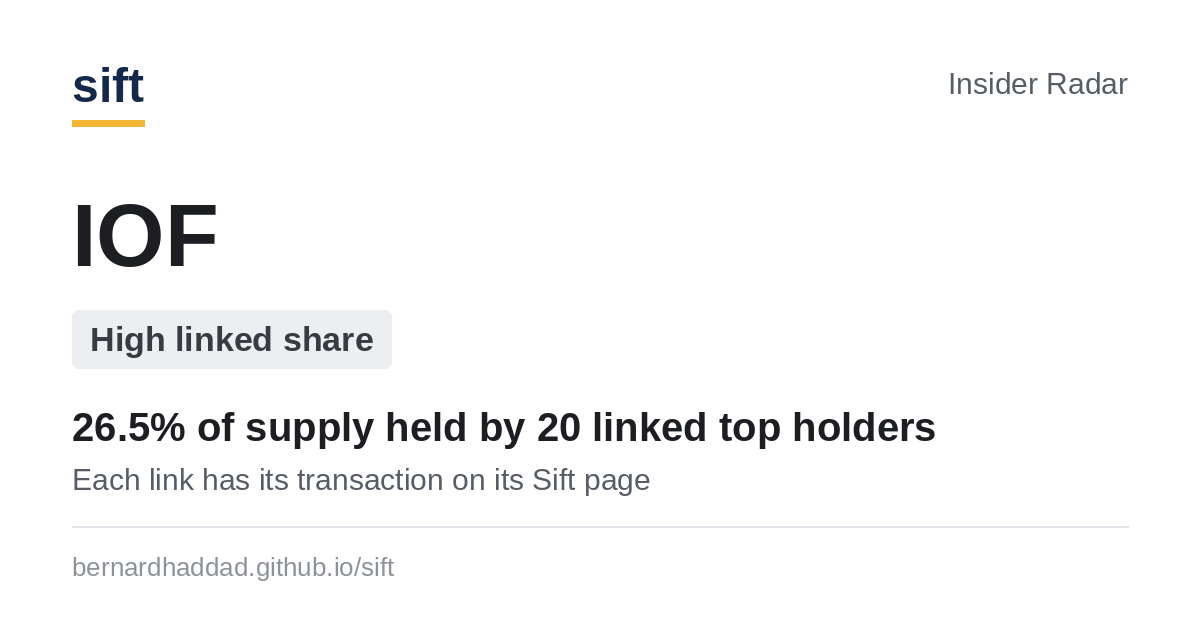 sift
Insider Radar
IOF
High linked share
26.5% of supply held by 20 linked top holders
Each link has its transaction on its Sift page
bernardhaddad.github.io/sift